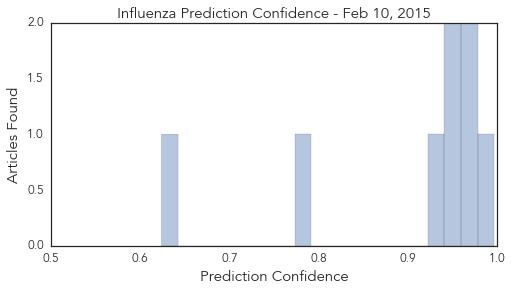 Influenza Prediction Confidence - Feb 10, 2015
2.0
1.5
1.0
0.5
0.0
Articles Found
0.5 0.6 0.7 0.8 0.9 1.0
Prediction Confidence